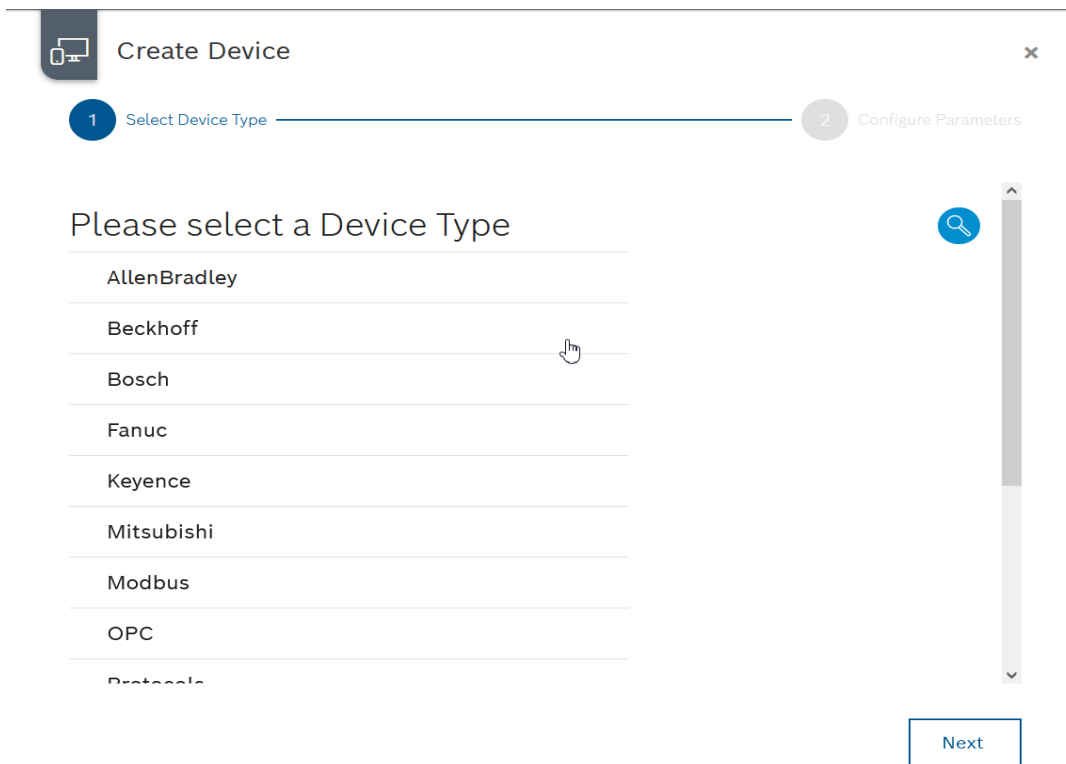 Create Device
×
1 Select Device Type 2 Configure Parameters
Please select a Device Type
AllenBradley
Beckhoff
Bosch
Fanuc
Keyence
Mitsubishi
Modbus
OPC
Protocols
Next